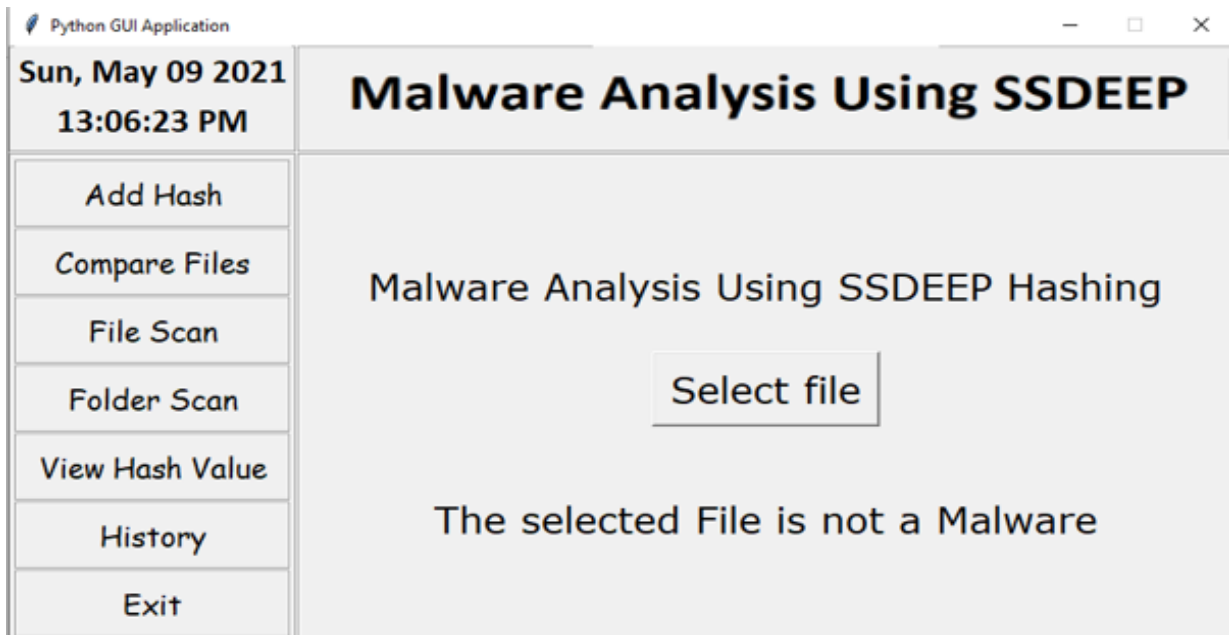 Python GUI Application
Sun, May 09 2021
13:06:23 PM
Malware Analysis Using SSDEEP
Add Hash
Compare Files
File Scan
Folder Scan
View Hash Value
History
Exit
Malware Analysis Using SSDEEP Hashing
Select file
The selected File is not a Malware